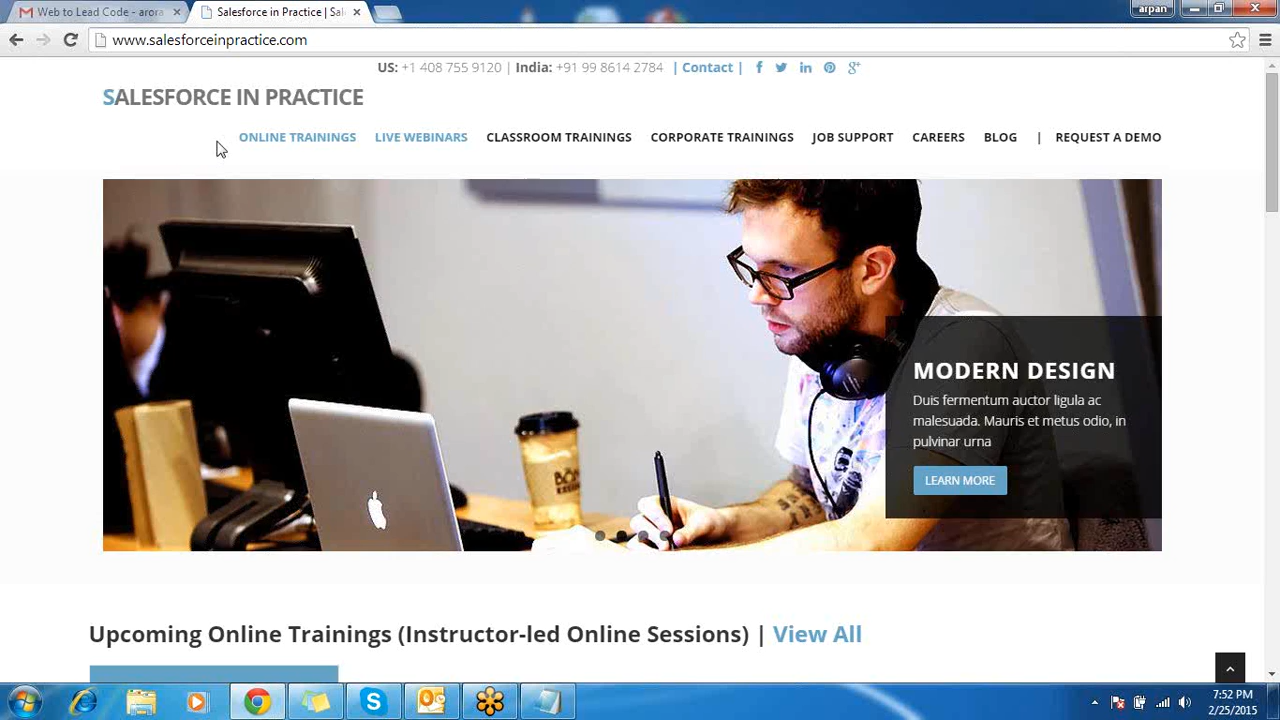 Web to Lead Code - arora
Salesforce in Practice | Sal
arpan
www.salesforceinpractice.com
US: +1 408 755 9120 | India: +91 99 8614 2784 | Contact |
SALESFORCE IN PRACTICE
ONLINE TRAININGS LIVE WEBINARS CLASSROOM TRAININGS CORPORATE TRAININGS JOB SUPPORT CAREERS BLOG | REQUEST A DEMO
MODERN DESIGN
Duis fermentum auctor ligula ac
malesuada. Mauris et metus odio, in
pulvinar urna
LEARN MORE
Upcoming Online Trainings (Instructor-led Online Sessions) | View All
7:52 PM
2/25/2015